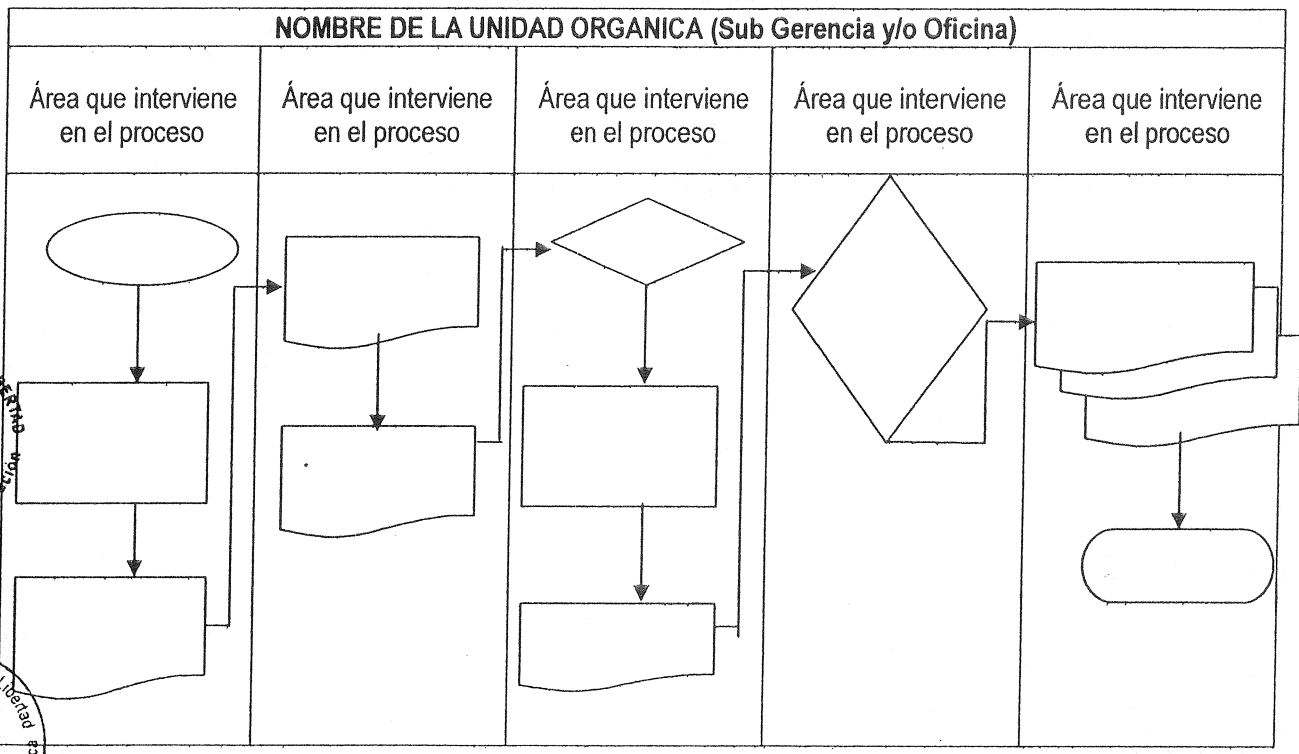 NOMBRE DE LA UNIDAD ORGANICA (Sub Gerencia y/o Oficina)
Área que interviene
en el proceso
Área que interviene
en el proceso
Área que interviene
en el proceso
Área que interviene
en el proceso
Área que interviene
en el proceso
Libertad